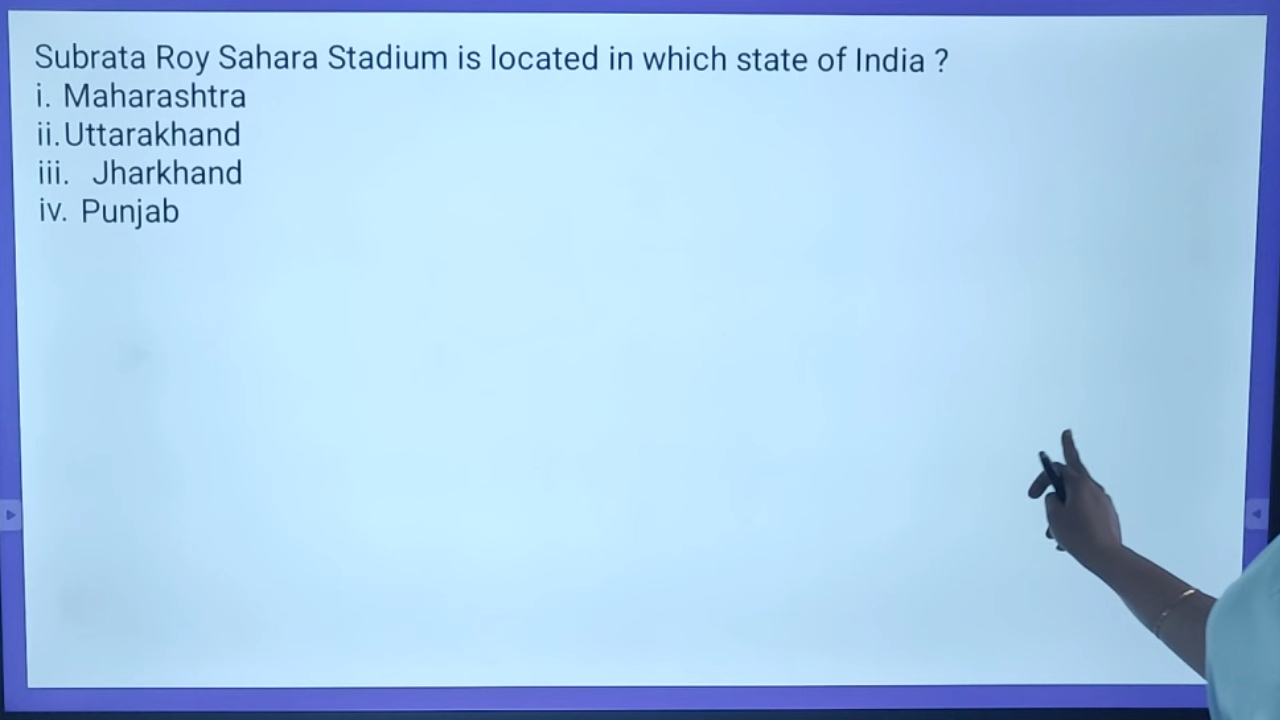 Subrata Roy Sahara Stadium is located in which state of India ?
i. Maharashtra
ii. Uttarakhand
iii. Jharkhand
iv. Punjab